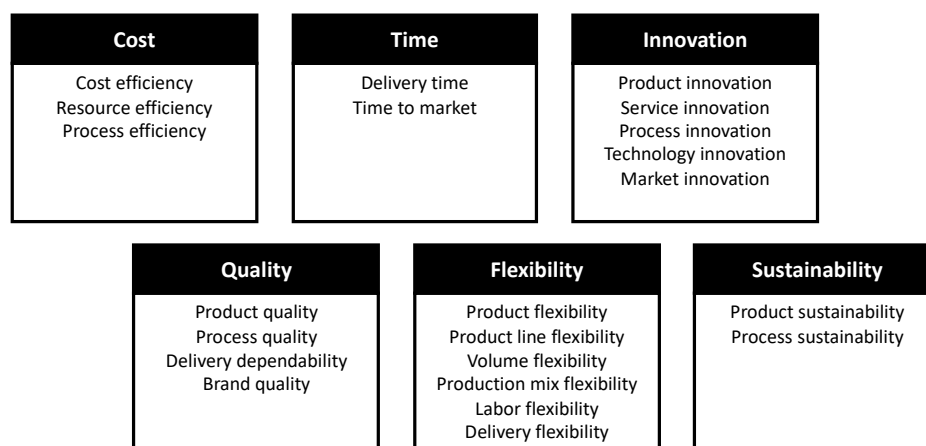 Cost
Cost efficiency
Resource efficiency
Process efficiency
Time
Delivery time
Time to market
Innovation
Product innovation
Service innovation
Process innovation
Technology innovation
Market innovation
Quality
Product quality
Process quality
Delivery dependability
Brand quality
Flexibility
Product flexibility
Product line flexibility
Volume flexibility
Production mix flexibility
Labor flexibility
Delivery flexibility
Sustainability
Product sustainability
Process sustainability